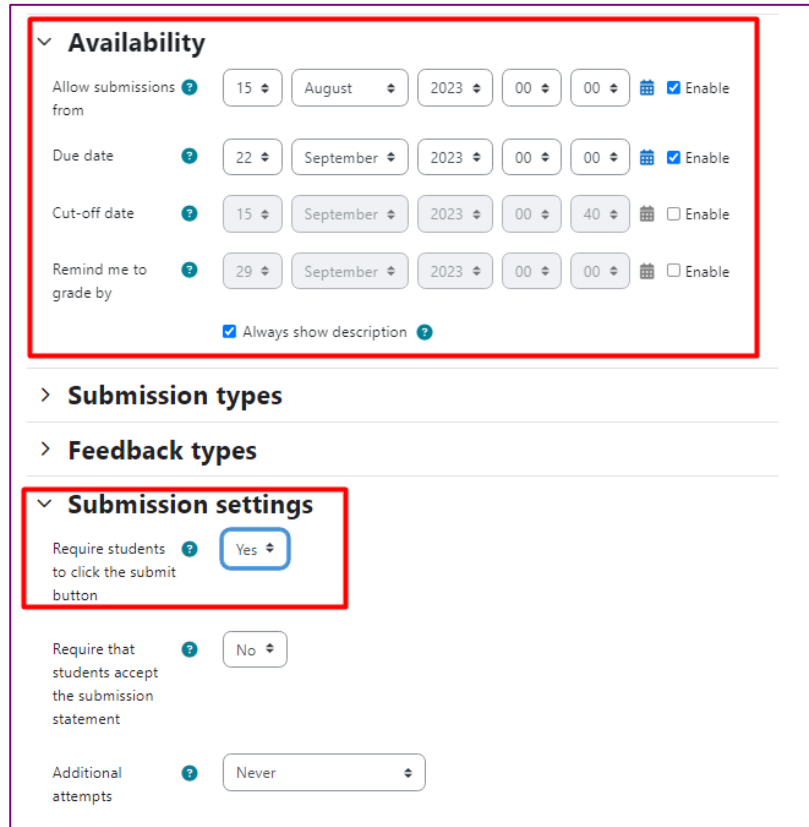 Availability
Allow submissions ? 15 August 2023 00 00 Enable
from
Due date ? 22 September 2023 00 00 Enable
Cut-off date ? 15 September 2023 00 40 Enable
Remind me to ? 29 September 2023 00 00 Enable
grade by
Always show description ?
Submission types
Feedback types
Submission settings
Require students ? Yes
to click the submit
button
Require that ? No
students accept
the submission
statement
Additional ? Never
attempts